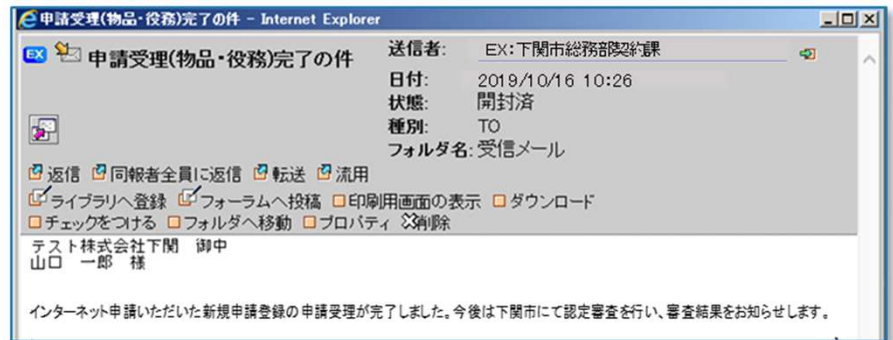 申請受理(物品・役務)完了の件 - Internet Explorer
EX 申請受理(物品・役務)完了の件
送信者: EX:下関市総務部契約課
日付: 2019/10/16 10:26
状態: 開封済
種別: TO
フォルダ名: 受信メール
返信 同報者全員に返信 転送 流用
ライブラリへ登録 フォーラムへ投稿 印刷用画面の表示 ダウンロード
チェックをつける フォルダへ移動 プロパティ 削除
テスト株式会社下関 御中
山口 一郎 様
インターネット申請いただいた新規申請登録の申請受理が完了しました。今後は下関市にて認定審査を行い、審査結果をお知らせします。